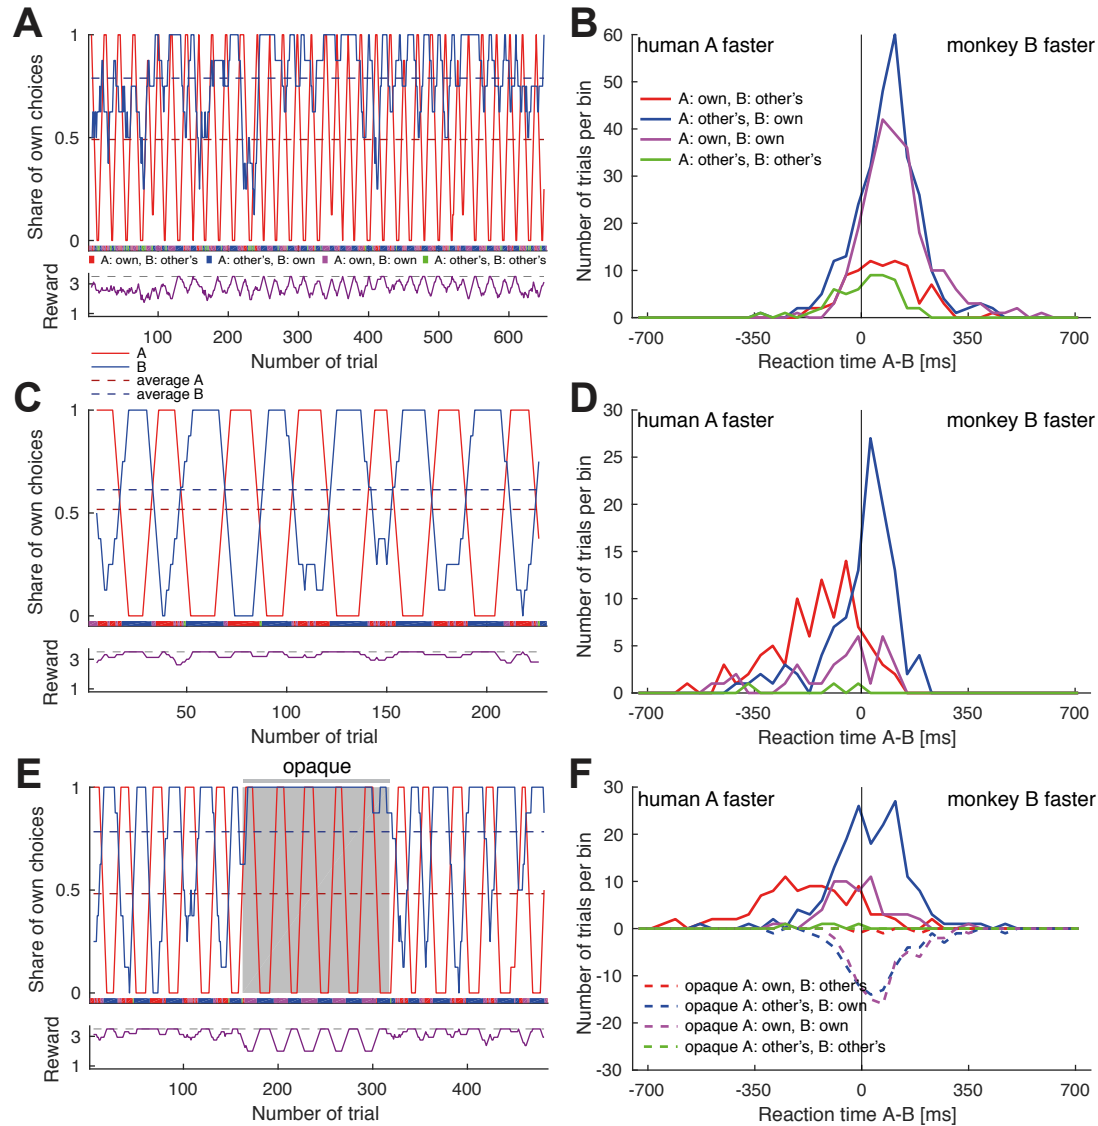 A
Share of own choices
1
0.5
0
A: own, B: other's
A: other's, B: own
A: own, B: own
A: other's, B: other's
Reward
3
1
100 200 300 400 500 600
Number of trial
B
human A faster
monkey B faster
A: own, B: other's
A: other's, B: own
A: own, B: own
A: other's, B: other's
Number of trials per bin
60
50
40
30
20
10
0
-700 -350 0 350 700
Reaction time A-B [ms]
A
B
average A
average B
C
Share of own choices
1
0.5
0
Reward
3
1
50 100 150 200
Number of trial
D
human A faster
monkey B faster
Number of trials per bin
30
25
20
15
10
5
0
-700 -350 0 350 700
Reaction time A-B [ms]
E
opaque
Share of own choices
1
0.5
0
Reward
3
1
100 200 300 400
Number of trial
F
human A faster
monkey B faster
Number of trials per bin
30
20
10
0
-10
-20
-30
opaque A: own, B: other's
opaque A: other's, B: own
opaque A: own, B: own
opaque A: other's, B: other's
-700 -350 0 350 700
Reaction time A-B [ms]